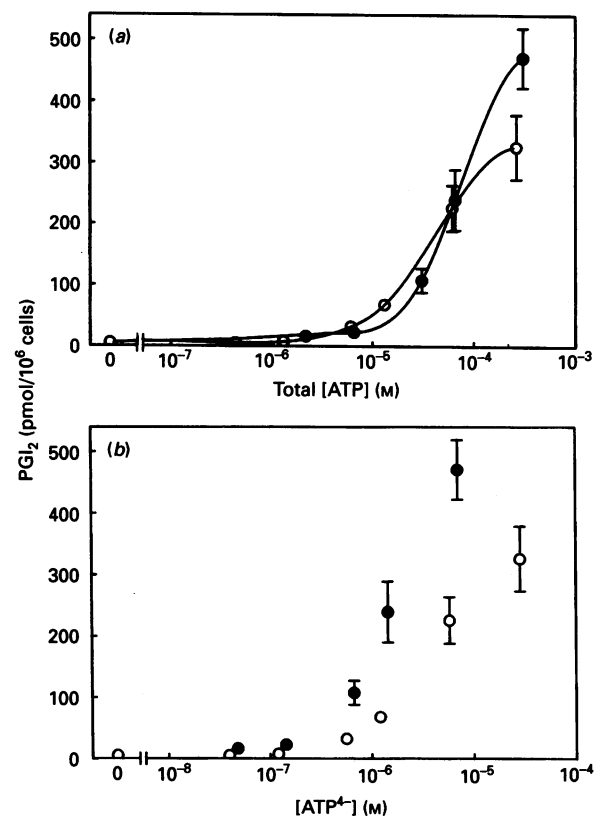 (a)
500
400
300
200
100
0
0 10⁻⁷ 10⁻⁶ 10⁻⁵ 10⁻⁴ 10⁻³
Total [ATP] (M)
PGI₂ (pmol/10⁶ cells)
(b)
500
400
300
200
100
0
0 10⁻⁸ 10⁻⁷ 10⁻⁶ 10⁻⁵ 10⁻⁴
[ATP⁴⁻] (M)